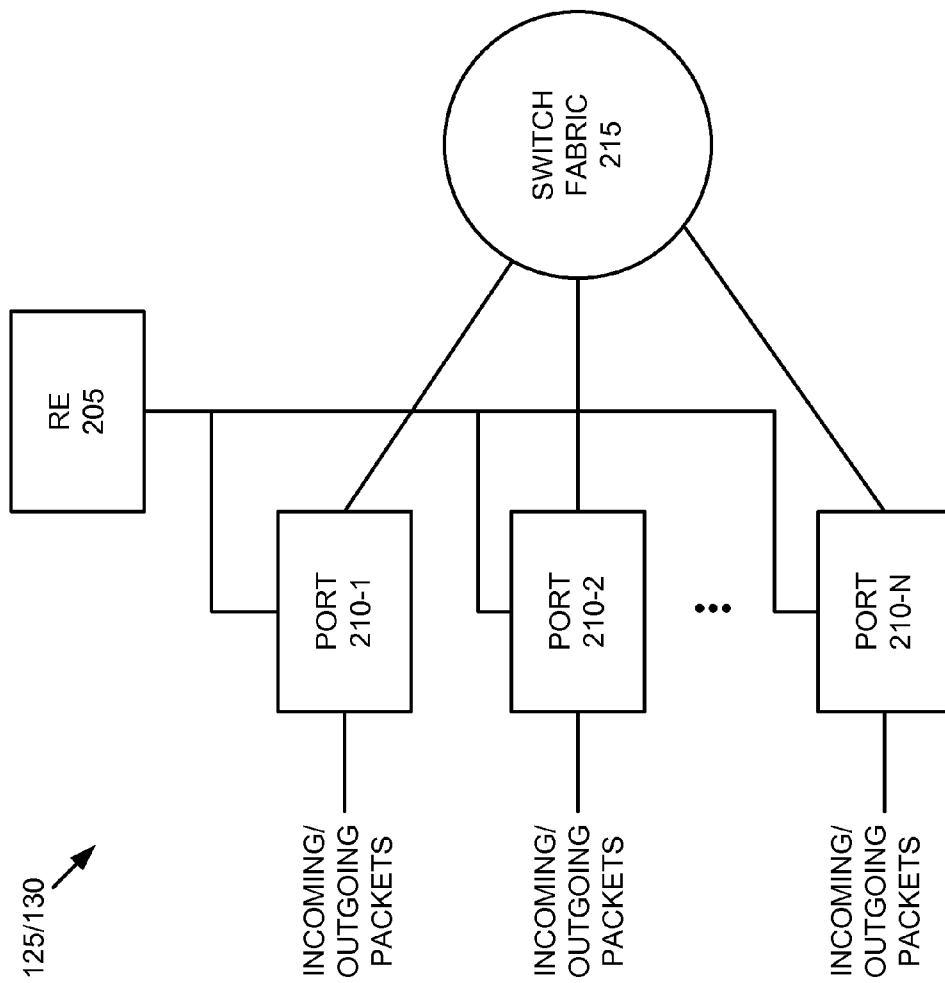 125/130
RE
205
INCOMING/
OUTGOING
PACKETS
PORT
210-1
SWITCH
FABRIC
215
INCOMING/
OUTGOING
PACKETS
PORT
210-2
•••
INCOMING/
OUTGOING
PACKETS
PORT
210-N